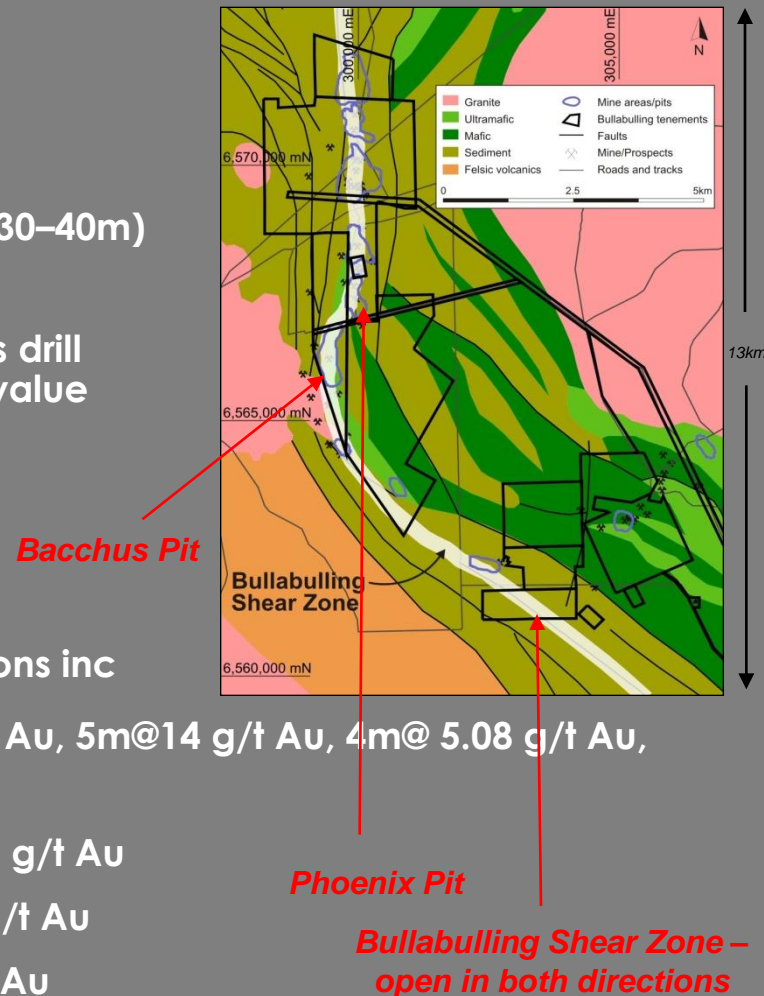 300,000 mE
305,000 mE
N
Granite
Ultramafic
Mafic
Sediment
Felsic volcanics
Mine areas/pits
Bullabulling tenements
Faults
Mine/Prospects
Roads and tracks
0 2.5 5km
6,570,000 mN
30–40m)
s drill
value
13km
6,565,000 mN
Bacchus Pit
Bullabulling
Shear Zone
6,560,000 mN
ons inc
Au, 5m@14 g/t Au, 4m@ 5.08 g/t Au,
g/t Au
Phoenix Pit
/t Au
Bullabulling Shear Zone –
open in both directions
Au